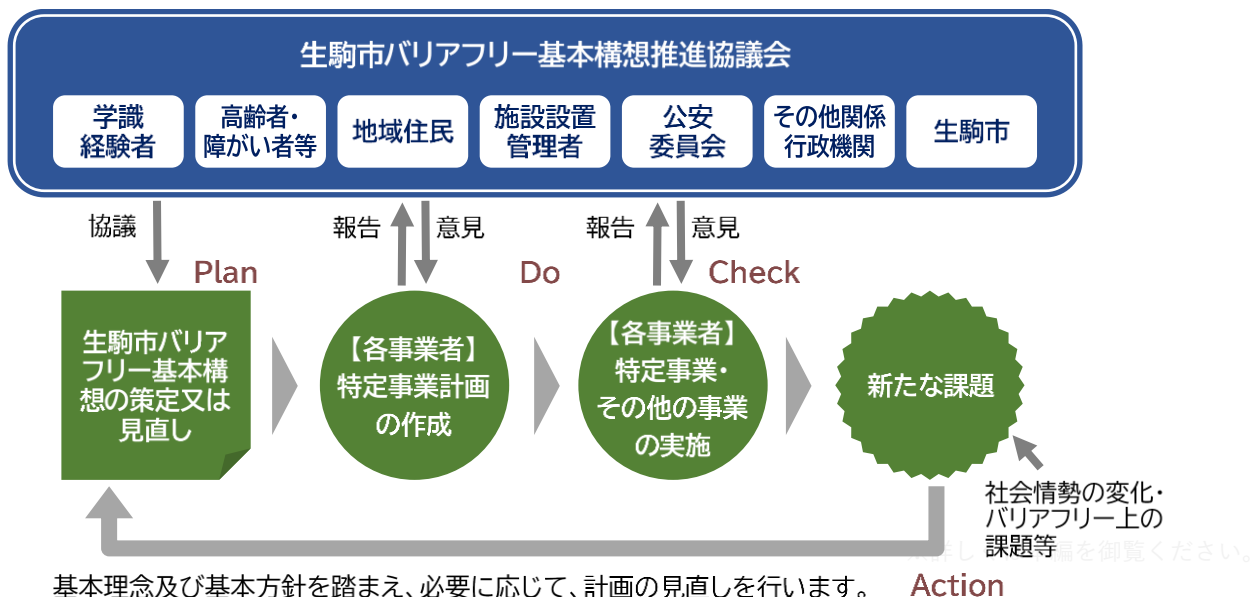 生駒市バリアフリー基本構想推進協議会
学識
経験者
高齢者・
障がい者等
地域住民
施設設置
管理者
公安
委員会
その他関係
行政機関
生駒市
協議
報告
意見
報告
意見
Plan
Do
Check
生駒市バリア
フリー基本構
想の策定又は
見直し
【各事業者】
特定事業計画
の作成
【各事業者】
特定事業・
その他の事業
の実施
新たな課題
社会情勢の変化・
バリアフリー上の
課題等
を御覧ください。
基本理念及び基本方針を踏まえ、必要に応じて、計画の見直しを行います。
Action